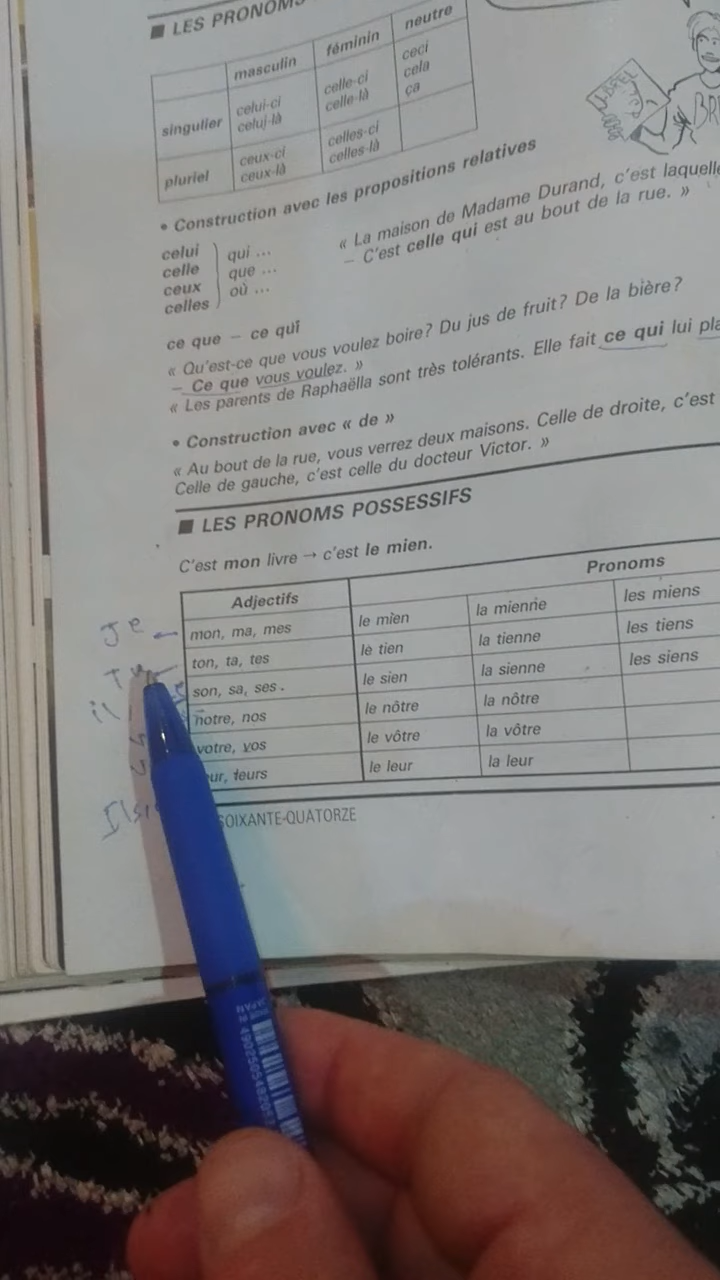 ■ LES PRONOMS
masculin féminin neutre
singulier celui-ci celle-ci ceci
celui-là celle-là cela
ça
pluriel ceux-ci celles-ci
ceux-là celles-là
• Construction avec les propositions relatives
celui
celle
ceux
celles
qui ...
que ...
où ...
« La maison de Madame Durand, c'est laquelle
– C'est celle qui est au bout de la rue. »
ce que – ce qui
« Qu'est-ce que vous voulez boire? Du jus de fruit? De la bière?
– Ce que vous voulez. »
« Les parents de Raphaëlla sont très tolérants. Elle fait ce qui lui
• Construction avec « de »
« Au bout de la rue, vous verrez deux maisons. Celle de droite, c'est
Celle de gauche, c'est celle du docteur Victor. »
■ LES PRONOMS POSSESSIFS
C'est mon livre → c'est le mien.
Adjectifs Pronoms
Je mon, ma, mes le mien la mienne les miens
ton, ta, tes le tien la tienne les tiens
il son, sa, ses. le sien la sienne les siens
notre, nos le nôtre la nôtre
votre, vos le vôtre la vôtre
leurs le leur la leur
SOIXANTE-QUATORZE
JAPAN